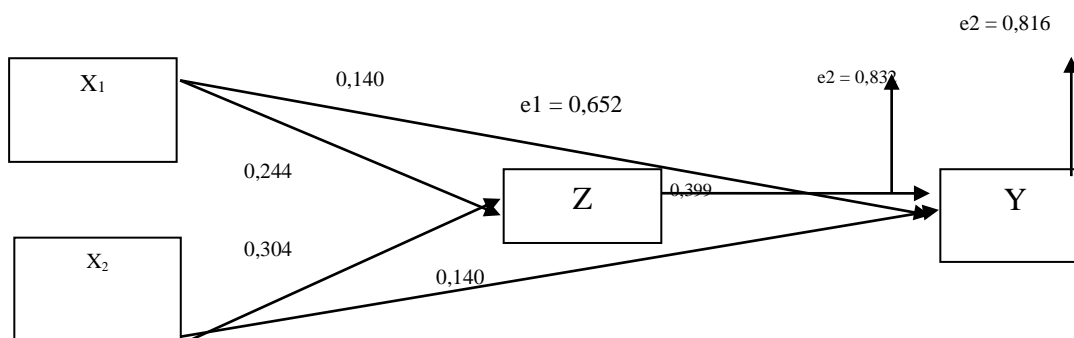 e2 = 0,816
X1
0,140
e2 = 0,832
e1 = 0,652
0,244
0,399
Z
Y
0,304
X2
0,140